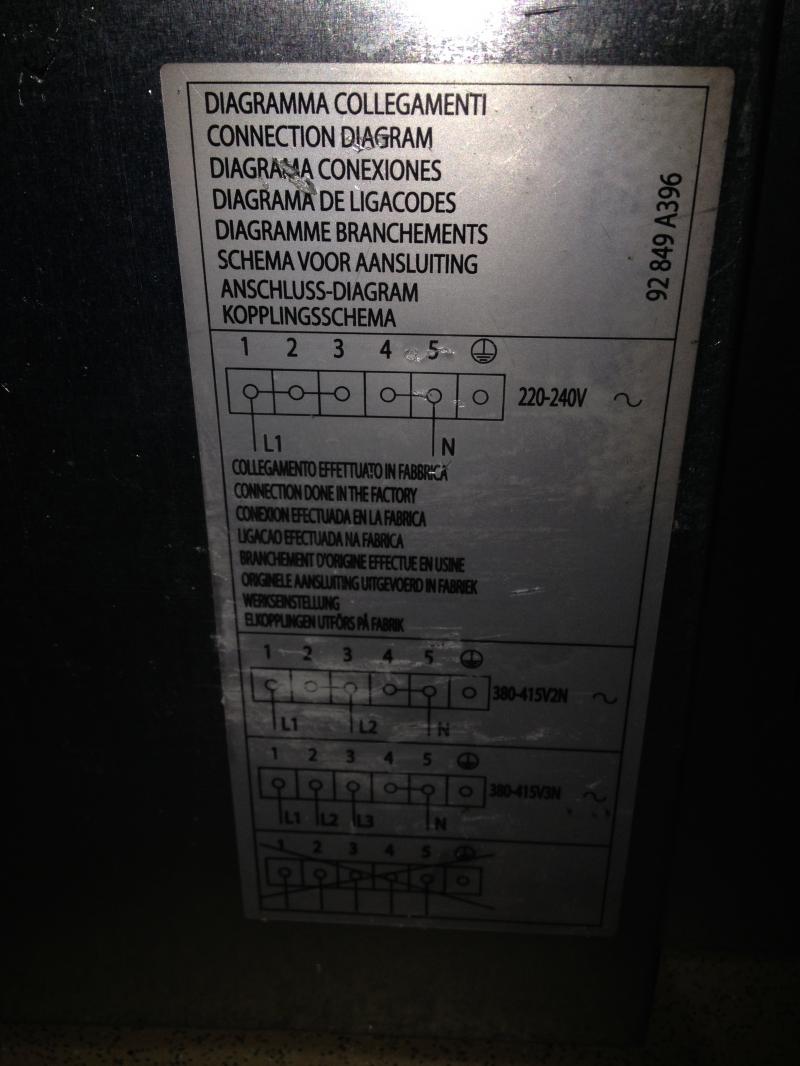 DIAGRAMMA COLLEGAMENTI
CONNECTION DIAGRAM
DIAGRAMA CONEXIONES
DIAGRAMA DE LIGACODES
DIAGRAMME BRANCHEMENTS
SCHEMA VOOR AANSLUITING
ANSCHLUSS-DIAGRAM
KOPPLINGSSCHEMA
92 849 A396
1 2 3 4 5
220-240V ~
L1 N
COLLEGAMENTO EFFETTUATO IN FABBRICA
CONNECTION DONE IN THE FACTORY
CONEXION EFECTUADA EN LA FABRICA
LIGACAO EFECTUADA NA FABRICA
BRANCHEMENT D'ORIGINE EFFECTUE EN USINE
ORIGINELE AANSLUITING UITGEVOERD IN FABRIEK
WERKSEINSTELLUNG
ELKOPPLINGEN UTFÖRS PÅ FABRIK
1 2 3 4 5
380-415V2N ~
L1 L2 N
1 2 3 4 5
380-415V3N ~
L1 L2 L3 N
1 2 3 4 5